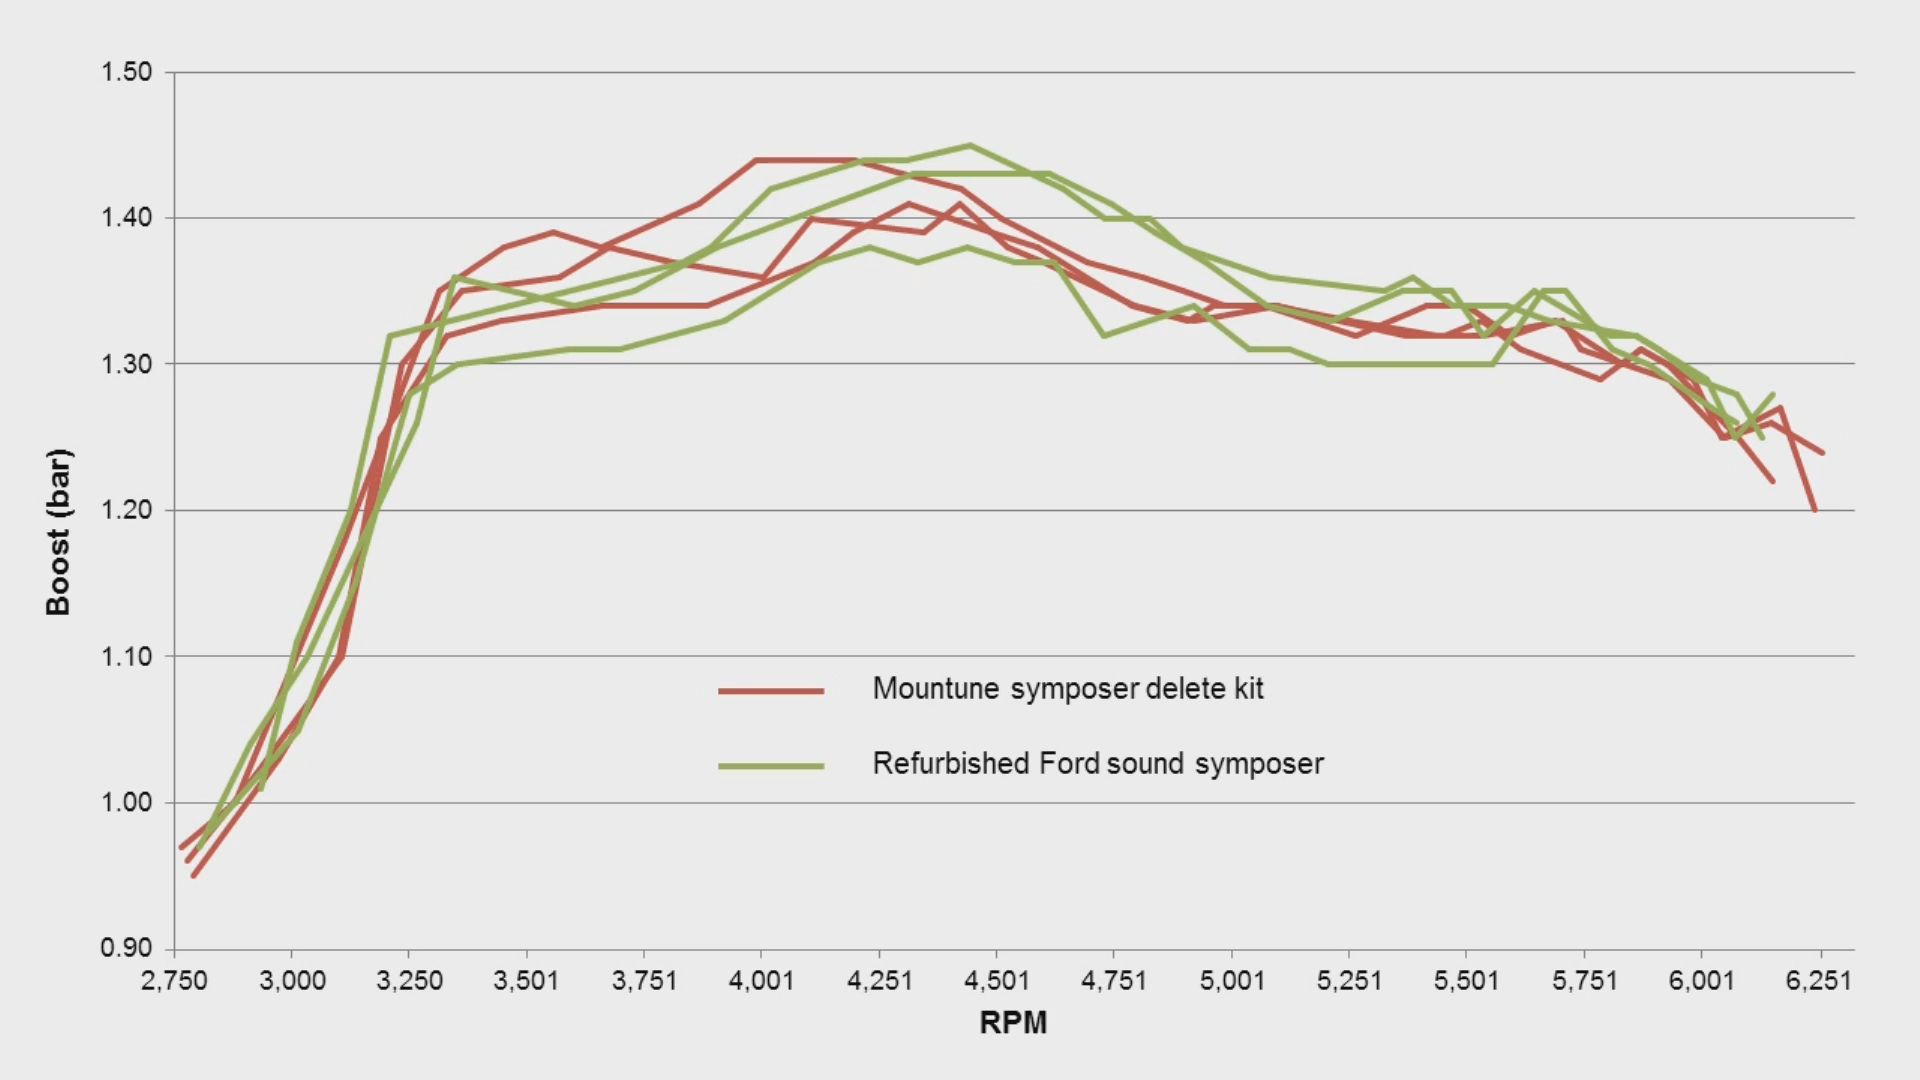 1.50
1.40
1.30
1.20
1.10
1.00
0.90
Boost (bar)
2,750 3,000 3,250 3,501 3,751 4,001 4,251 4,501 4,751 5,001 5,251 5,501 5,751 6,001 6,251
RPM
Mountune symposer delete kit
Refurbished Ford sound symposer